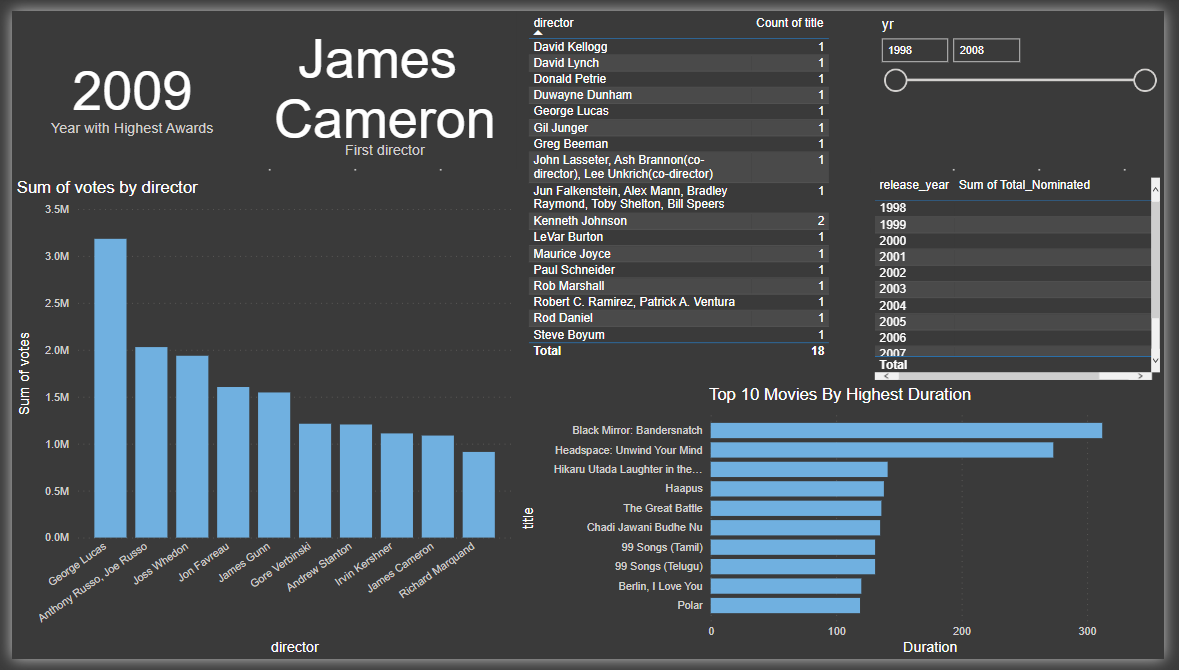 2009
Year with Highest Awards
James
Cameron
First director
director Count of title
David Kellogg 1
David Lynch 1
Donald Petrie 1
Duwayne Dunham 1
George Lucas 1
Gil Junger 1
Greg Beeman 1
John Lasseter, Ash Brannon(co- 1
director), Lee Unkrich(co-director)
Jun Falkenstein, Alex Mann, Bradley 1
Raymond, Toby Shelton, Bill Speers
Kenneth Johnson 2
LeVar Burton 1
Maurice Joyce 1
Paul Schneider 1
Rob Marshall 1
Robert C. Ramirez, Patrick A. Ventura 1
Rod Daniel 1
Steve Boyum 1
Total 18
yr
1998 2008
release_year Sum of Total_Nominated
1998
1999
2000
2001
2002
2003
2004
2005
2006
2007
Total
Sum of votes by director
Sum of votes
3.5M
3.0M
2.5M
2.0M
1.5M
1.0M
0.5M
0.0M
George Lucas
Anthony Russo, Joe Russo
Joss Whedon
Jon Favreau
James Gunn
Gore Verbinski
Andrew Stanton
Irvin Kershner
James Cameron
Richard Marquand
director
Top 10 Movies By Highest Duration
title
Black Mirror: Bandersnatch
Headspace: Unwind Your Mind
Hikaru Utada Laughter in the…
Haapus
The Great Battle
Chadi Jawani Budhe Nu
99 Songs (Tamil)
99 Songs (Telugu)
Berlin, I Love You
Polar
0 100 200 300
Duration